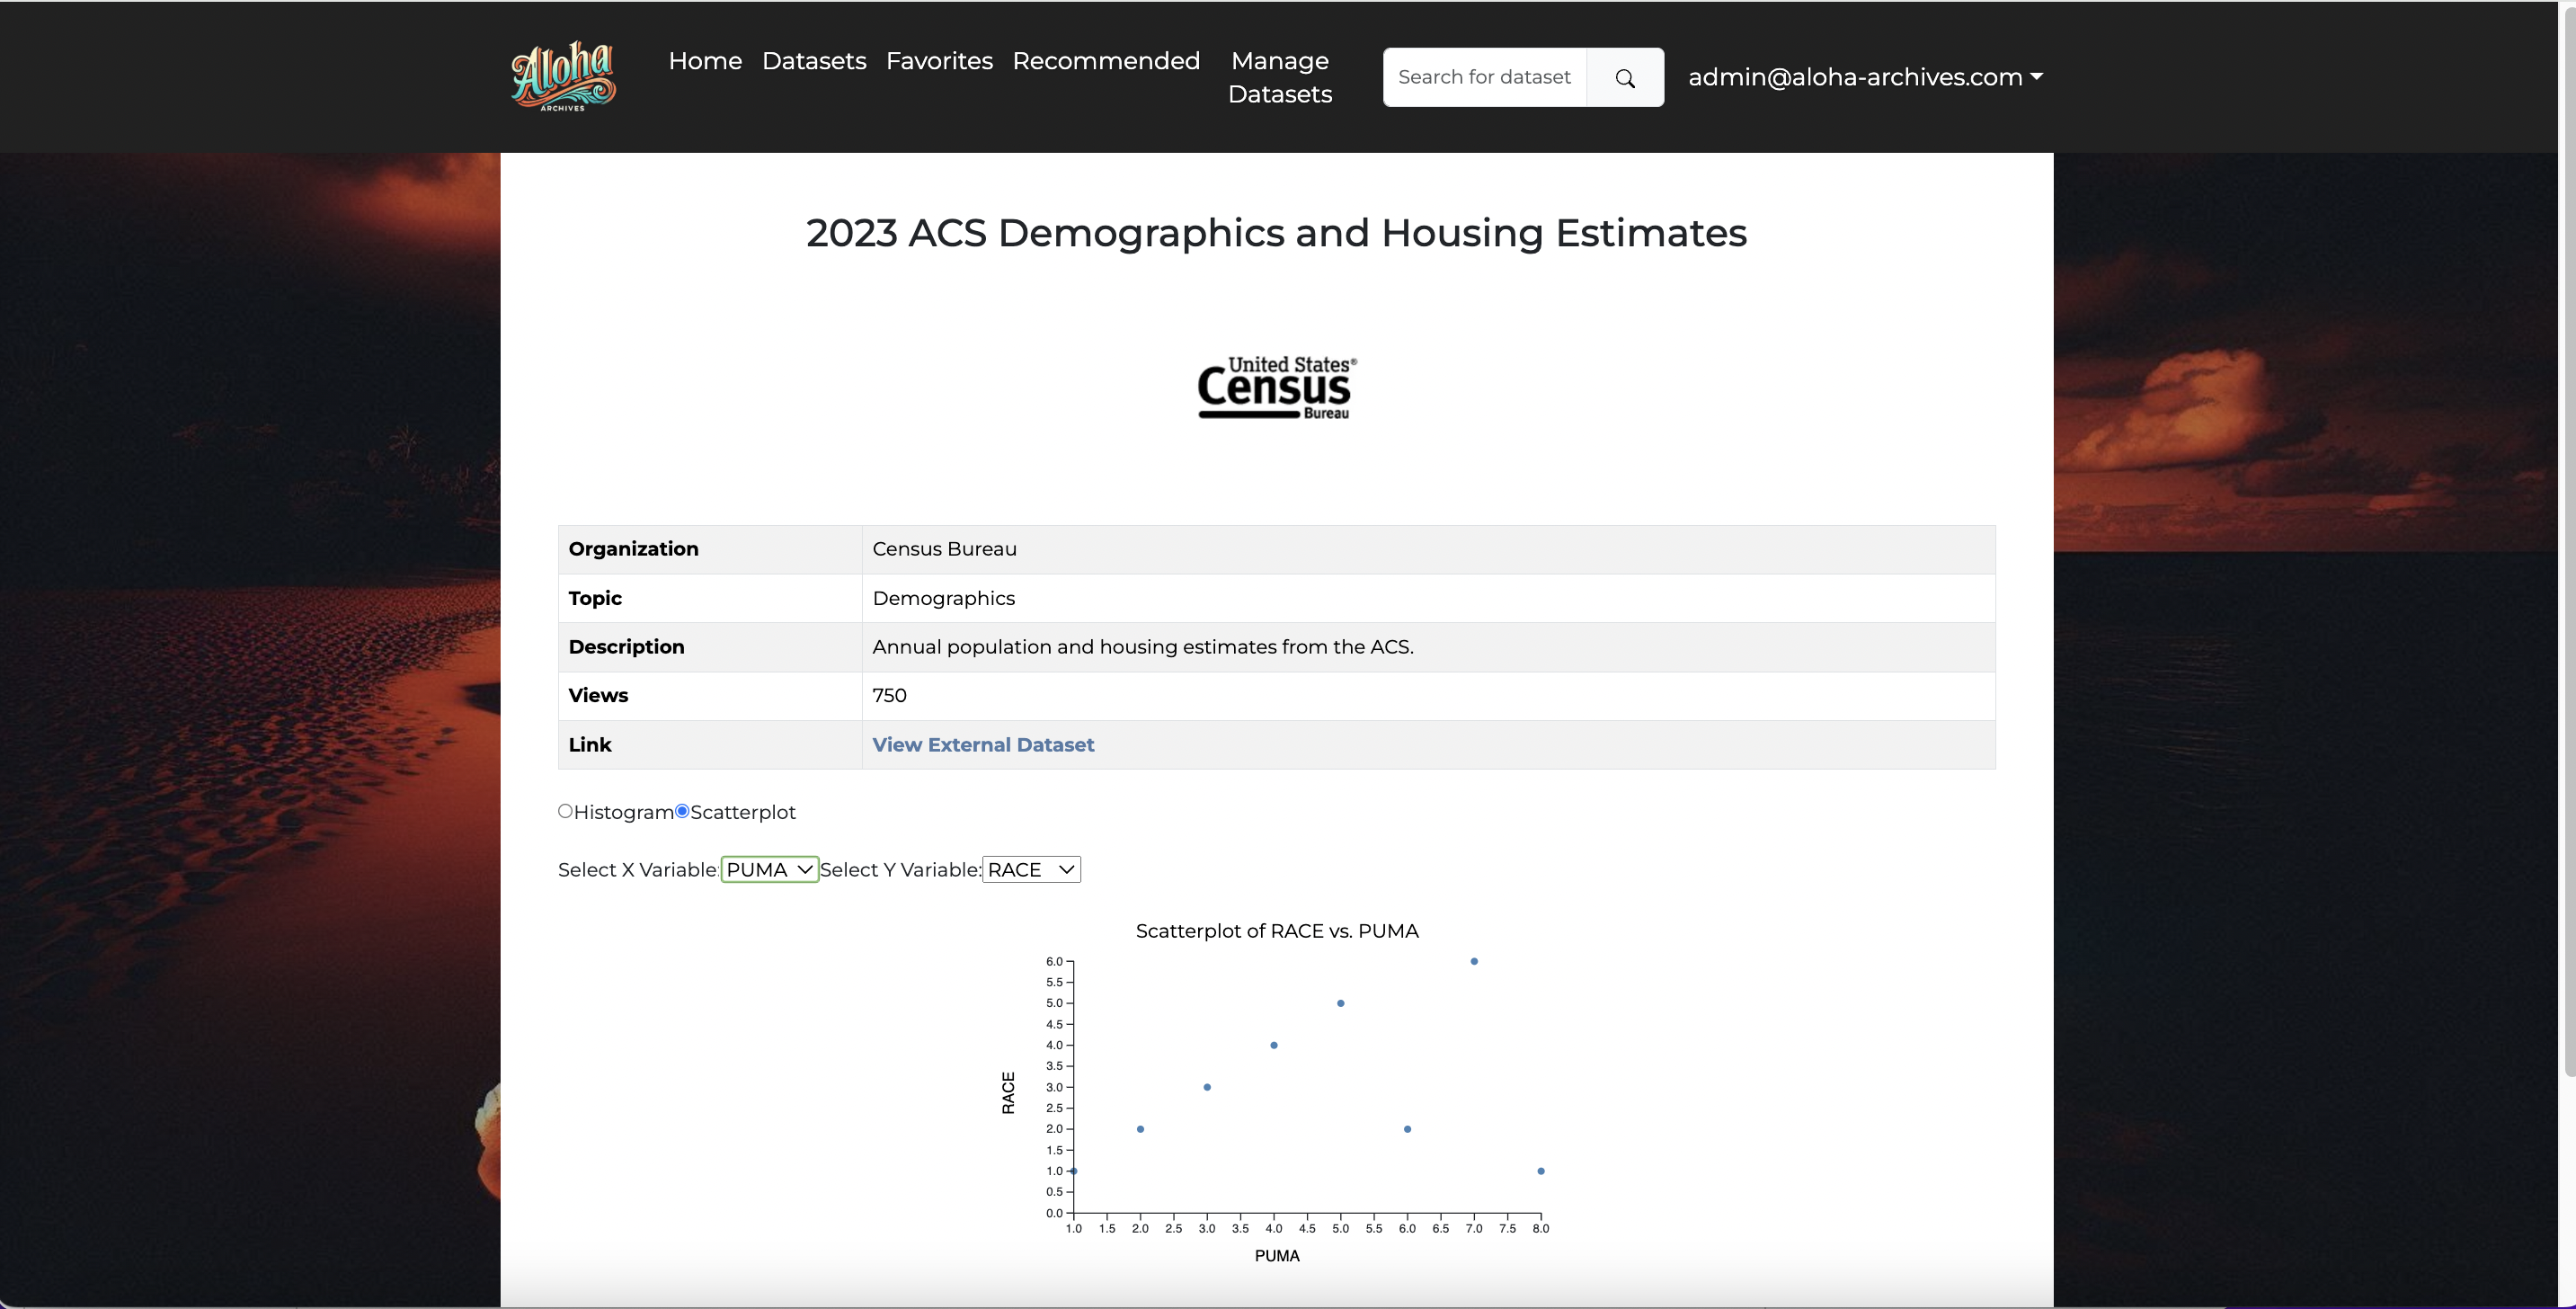 Aloha
ARCHIVES
Home Datasets Favorites Recommended Manage Datasets
Search for dataset
admin@aloha-archives.com
2023 ACS Demographics and Housing Estimates
United States®
Census
Bureau
Organization Census Bureau
Topic Demographics
Description Annual population and housing estimates from the ACS.
Views 750
Link View External Dataset
Histogram Scatterplot
Select X Variable: PUMA Select Y Variable: RACE
Scatterplot of RACE vs. PUMA
6.0
5.5
5.0
4.5
4.0
3.5
3.0
2.5
2.0
1.5
1.0
0.5
0.0
RACE
1.0 1.5 2.0 2.5 3.0 3.5 4.0 4.5 5.0 5.5 6.0 6.5 7.0 7.5 8.0
PUMA